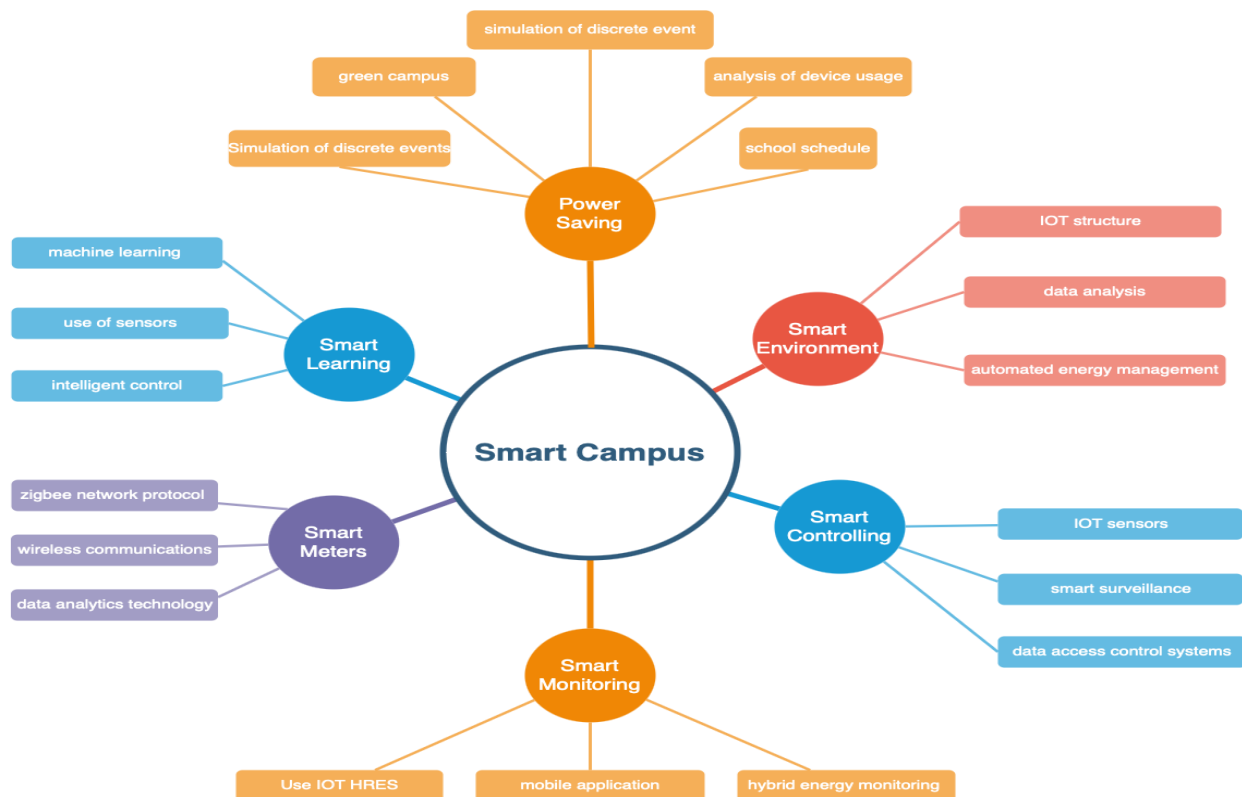 simulation of discrete event
green campus
analysis of device usage
Simulation of discrete events
school schedule
Power
Saving
IOT structure
machine learning
data analysis
use of sensors
Smart
Environment
Smart
Learning
automated energy management
intelligent control
Smart Campus
zigbee network protocol
Smart
Controlling
IOT sensors
Smart
Meters
wireless communications
smart surveillance
data analytics technology
data access control systems
Smart
Monitoring
Use IOT HRES
mobile application
hybrid energy monitoring